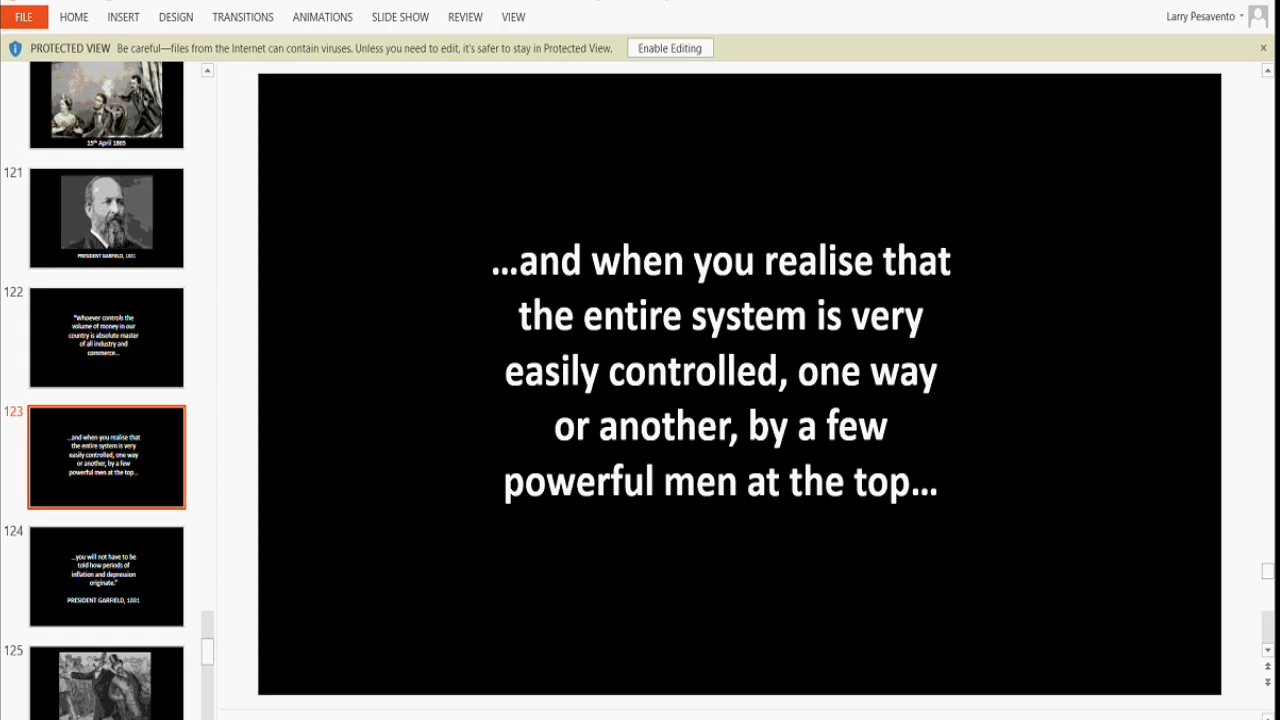 FILE HOME INSERT DESIGN TRANSITIONS ANIMATIONS SLIDE SHOW REVIEW VIEW Larry Pesavento
PROTECTED VIEW Be careful—files from the Internet can contain viruses. Unless you need to edit, it's safer to stay in Protected View. Enable Editing
15th April 1865
121
PRESIDENT GARFIELD, 1881
122
"Whoever controls the
volume of money in our
country is absolute master
of all industry and
commerce...
123
...and when you realise that
the entire system is very
easily controlled, one way
or another, by a few
powerful men at the top...
124
...you will not have to be
told how periods of
inflation and depression
originate."
PRESIDENT GARFIELD, 1881
125
...and when you realise that
the entire system is very
easily controlled, one way
or another, by a few
powerful men at the top...